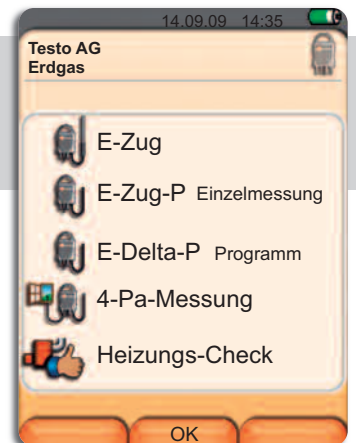 14.09.09 14:35
Testo AG
Erdgas
E-Zug
E-Zug-P Einzelmessung
E-Delta-P Programm
4-Pa-Messung
Heizungs-Check
OK